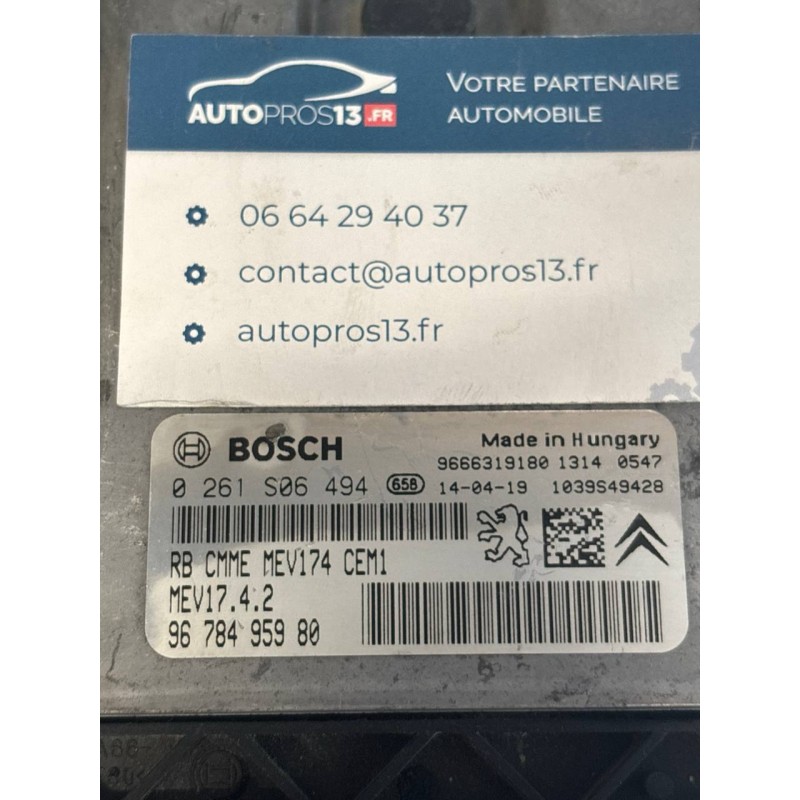 AUTOPROS13.FR
VOTRE PARTENAIRE
AUTOMOBILE
06 64 29 40 37
contact@autopros13.fr
autopros13.fr
BOSCH
Made in Hungary
9666319180 1314 0547
0 261 S06 494 658 14-04-19 1039S49428
RB CMME MEV174 CEM1
MEV17.4.2
96 784 959 80